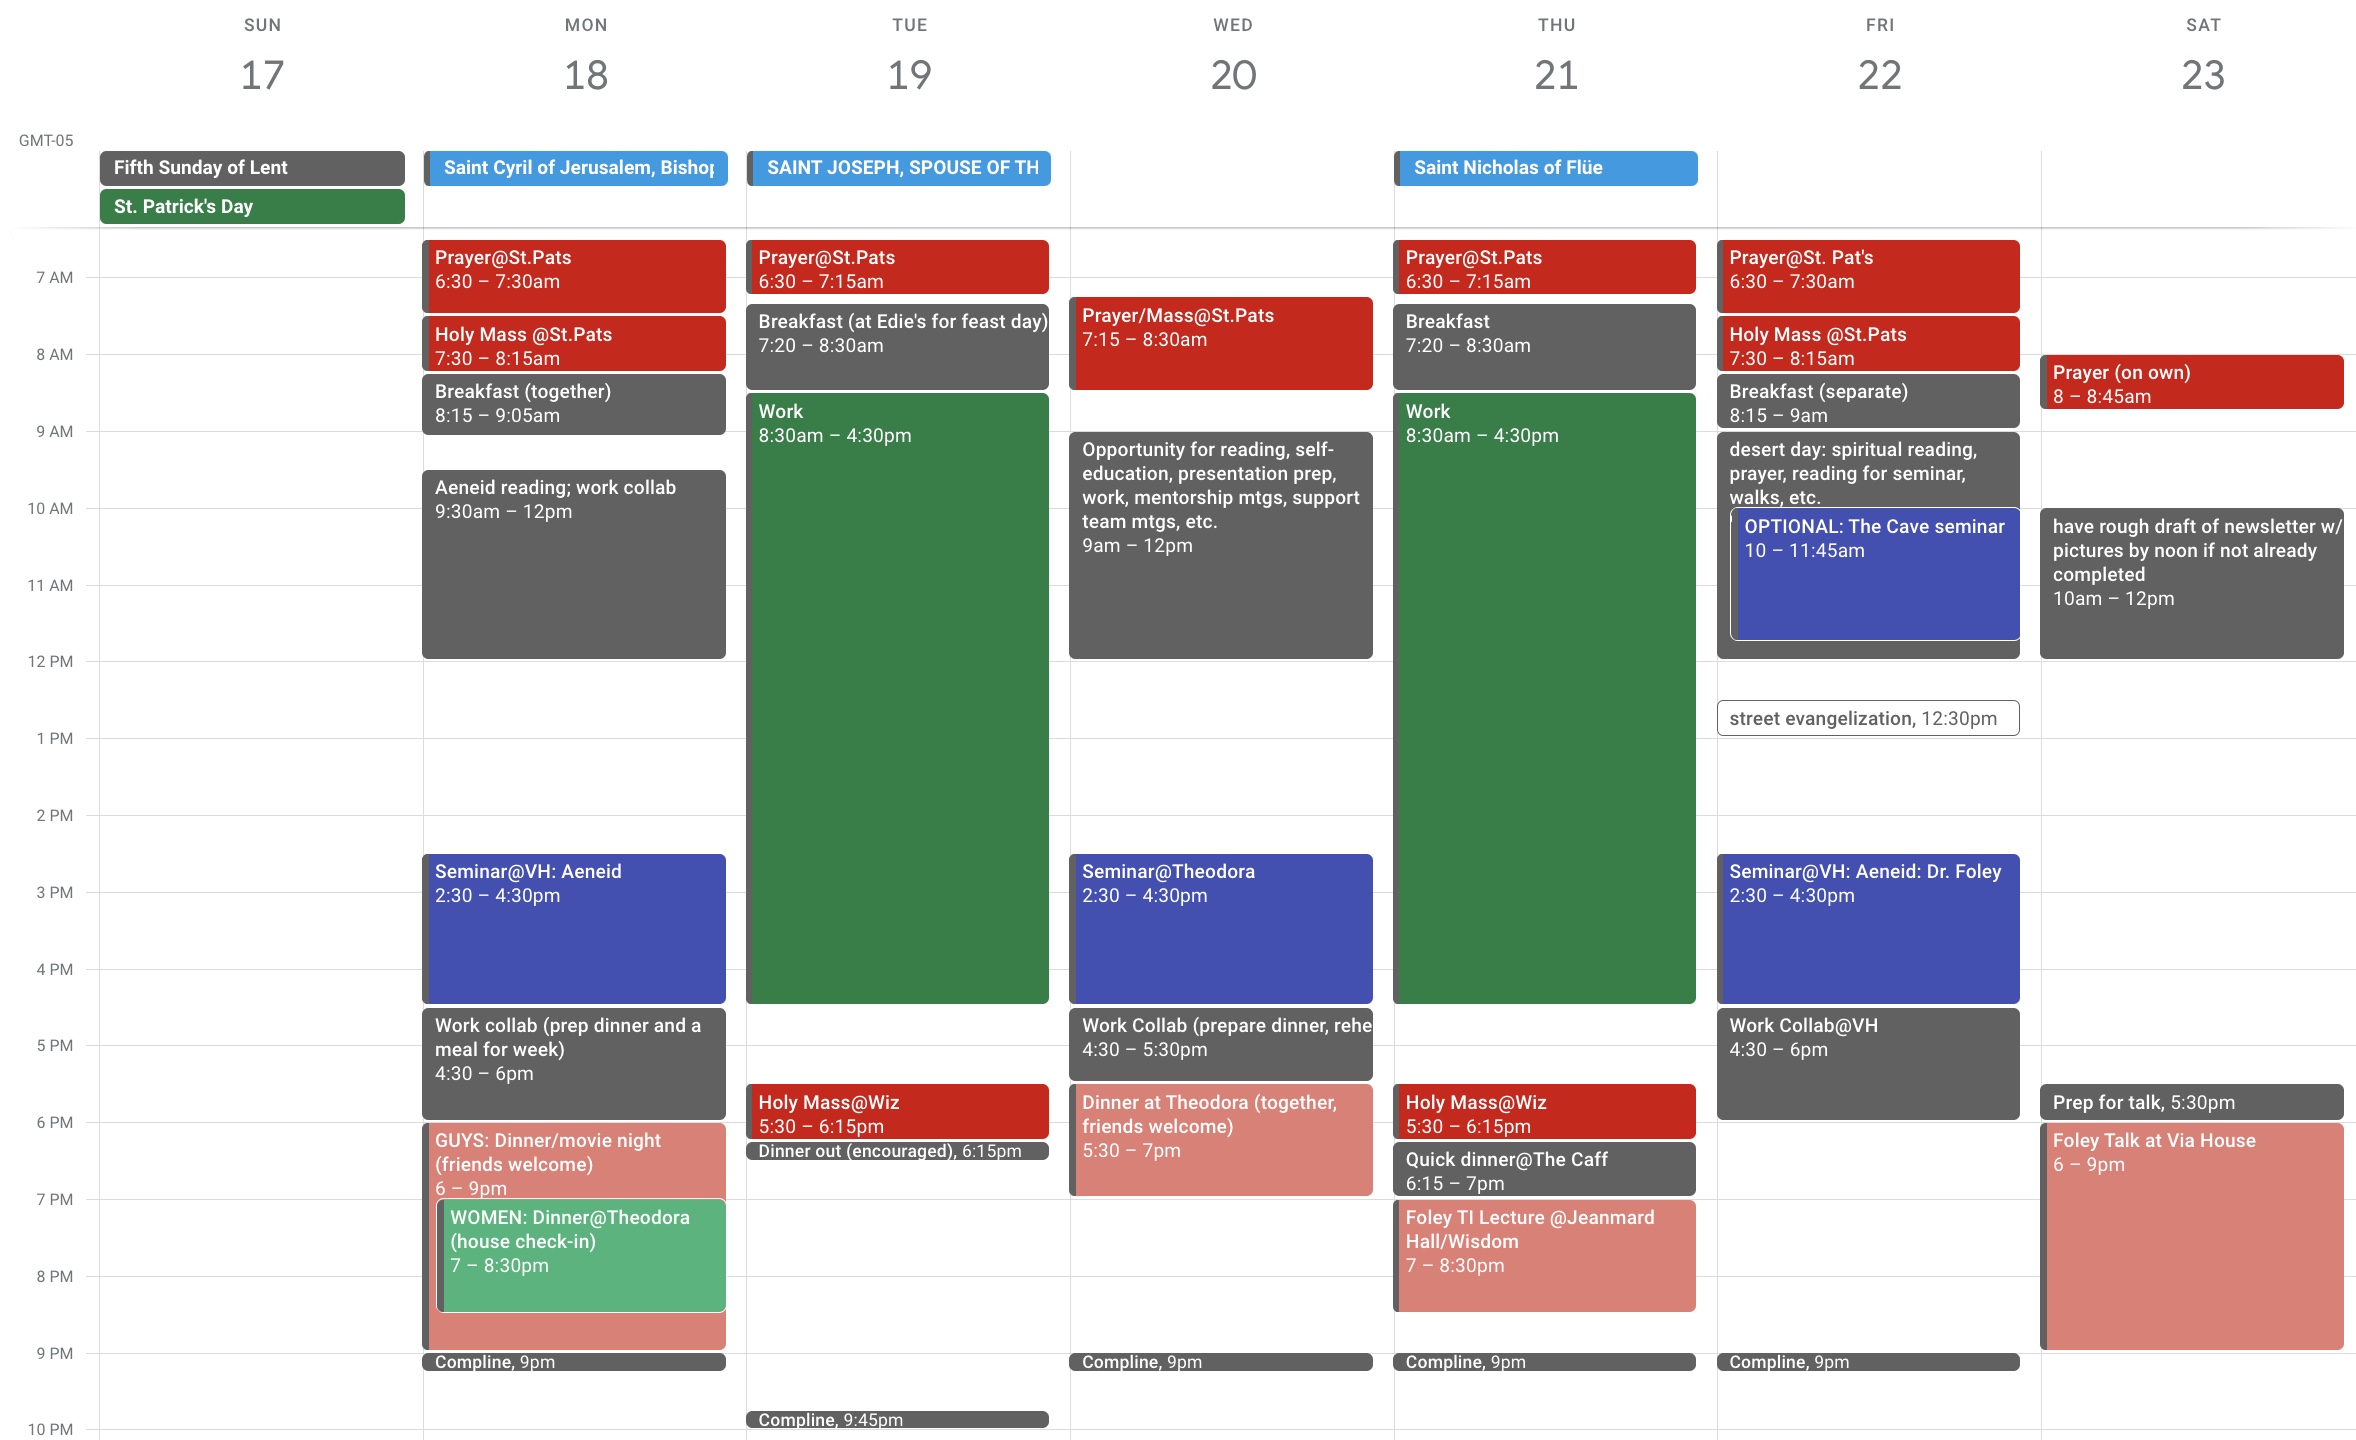 SUN
MON
TUE
WED
THU
FRI
SAT
17
18
19
20
21
22
23
GMT-05
Fifth Sunday of Lent
St. Patrick's Day
Saint Cyril of Jerusalem, Bishop
SAINT JOSEPH, SPOUSE OF TH
Saint Nicholas of Flüe
7 AM
8 AM
9 AM
10 AM
11 AM
12 PM
1 PM
2 PM
3 PM
4 PM
5 PM
6 PM
7 PM
8 PM
9 PM
10 PM
Prayer@St.Pats
6:30 – 7:30am
Holy Mass @St.Pats
7:30 – 8:15am
Breakfast (together)
8:15 – 9:05am
Aeneid reading; work collab
9:30am – 12pm
Seminar@VH: Aeneid
2:30 – 4:30pm
Work collab (prep dinner and a
meal for week)
4:30 – 6pm
GUYS: Dinner/movie night
(friends welcome)
6 – 9pm
WOMEN: Dinner@Theodora
(house check-in)
7 – 8:30pm
Compline, 9pm
Prayer@St.Pats
6:30 – 7:15am
Breakfast (at Edie's for feast day)
7:20 – 8:30am
Work
8:30am – 4:30pm
Holy Mass@Wiz
5:30 – 6:15pm
Dinner out (encouraged), 6:15pm
Compline, 9:45pm
Prayer/Mass@St.Pats
7:15 – 8:30am
Opportunity for reading, self-
education, presentation prep,
work, mentorship mtgs, support
team mtgs, etc.
9am – 12pm
Seminar@Theodora
2:30 – 4:30pm
Work Collab (prepare dinner, rehe
4:30 – 5:30pm
Dinner at Theodora (together,
friends welcome)
5:30 – 7pm
Compline, 9pm
Prayer@St.Pats
6:30 – 7:15am
Breakfast
7:20 – 8:30am
Work
8:30am – 4:30pm
Holy Mass@Wiz
5:30 – 6:15pm
Quick dinner@The Caff
6:15 – 7pm
Foley TI Lecture @Jeanmard
Hall/Wisdom
7 – 8:30pm
Compline, 9pm
Prayer@St. Pat's
6:30 – 7:30am
Holy Mass @St.Pats
7:30 – 8:15am
Breakfast (separate)
8:15 – 9am
desert day: spiritual reading,
prayer, reading for seminar,
walks, etc.
OPTIONAL: The Cave seminar
10 – 11:45am
street evangelization, 12:30pm
Seminar@VH: Aeneid: Dr. Foley
2:30 – 4:30pm
Work Collab@VH
4:30 – 6pm
Compline, 9pm
Prayer (on own)
8 – 8:45am
have rough draft of newsletter w/
pictures by noon if not already
completed
10am – 12pm
Prep for talk, 5:30pm
Foley Talk at Via House
6 – 9pm